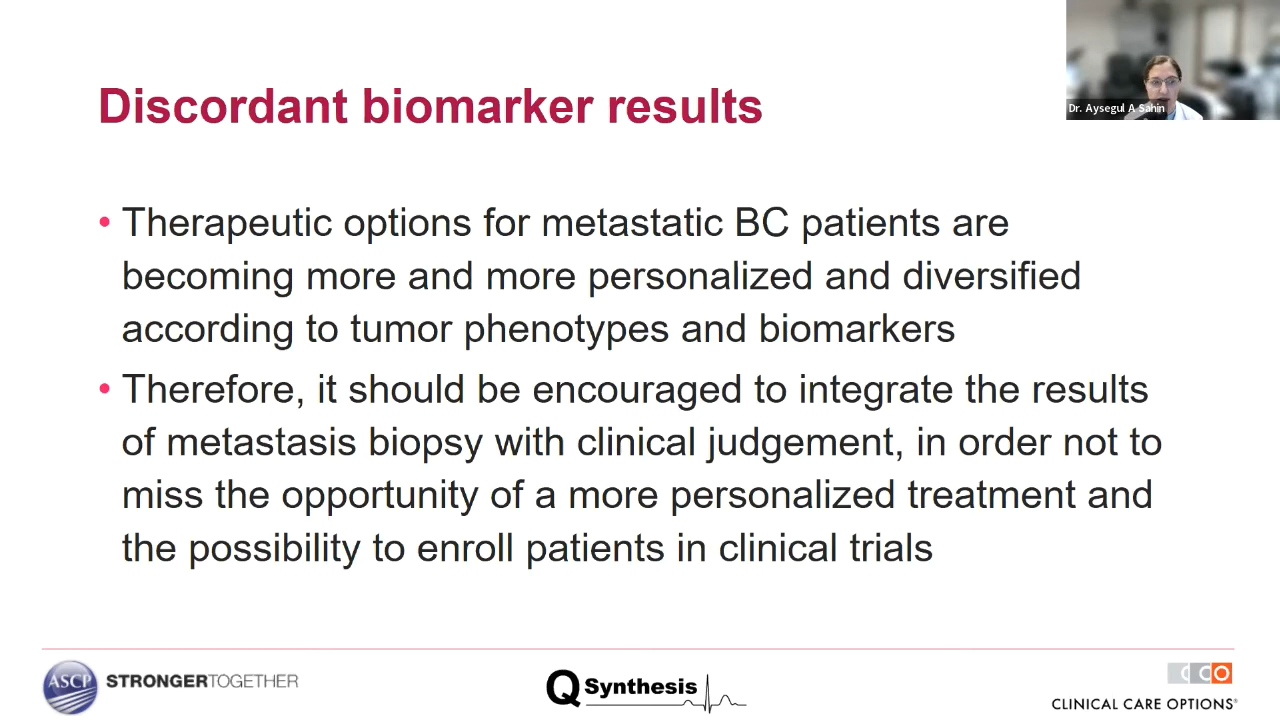 Discordant biomarker results
Dr. Aysegul A Sahin
• Therapeutic options for metastatic BC patients are
becoming more and more personalized and diversified
according to tumor phenotypes and biomarkers
• Therefore, it should be encouraged to integrate the results
of metastasis biopsy with clinical judgement, in order not to
miss the opportunity of a more personalized treatment and
the possibility to enroll patients in clinical trials
ASCP STRONGERTOGETHER
Q Synthesis
CCO
CLINICAL CARE OPTIONS®